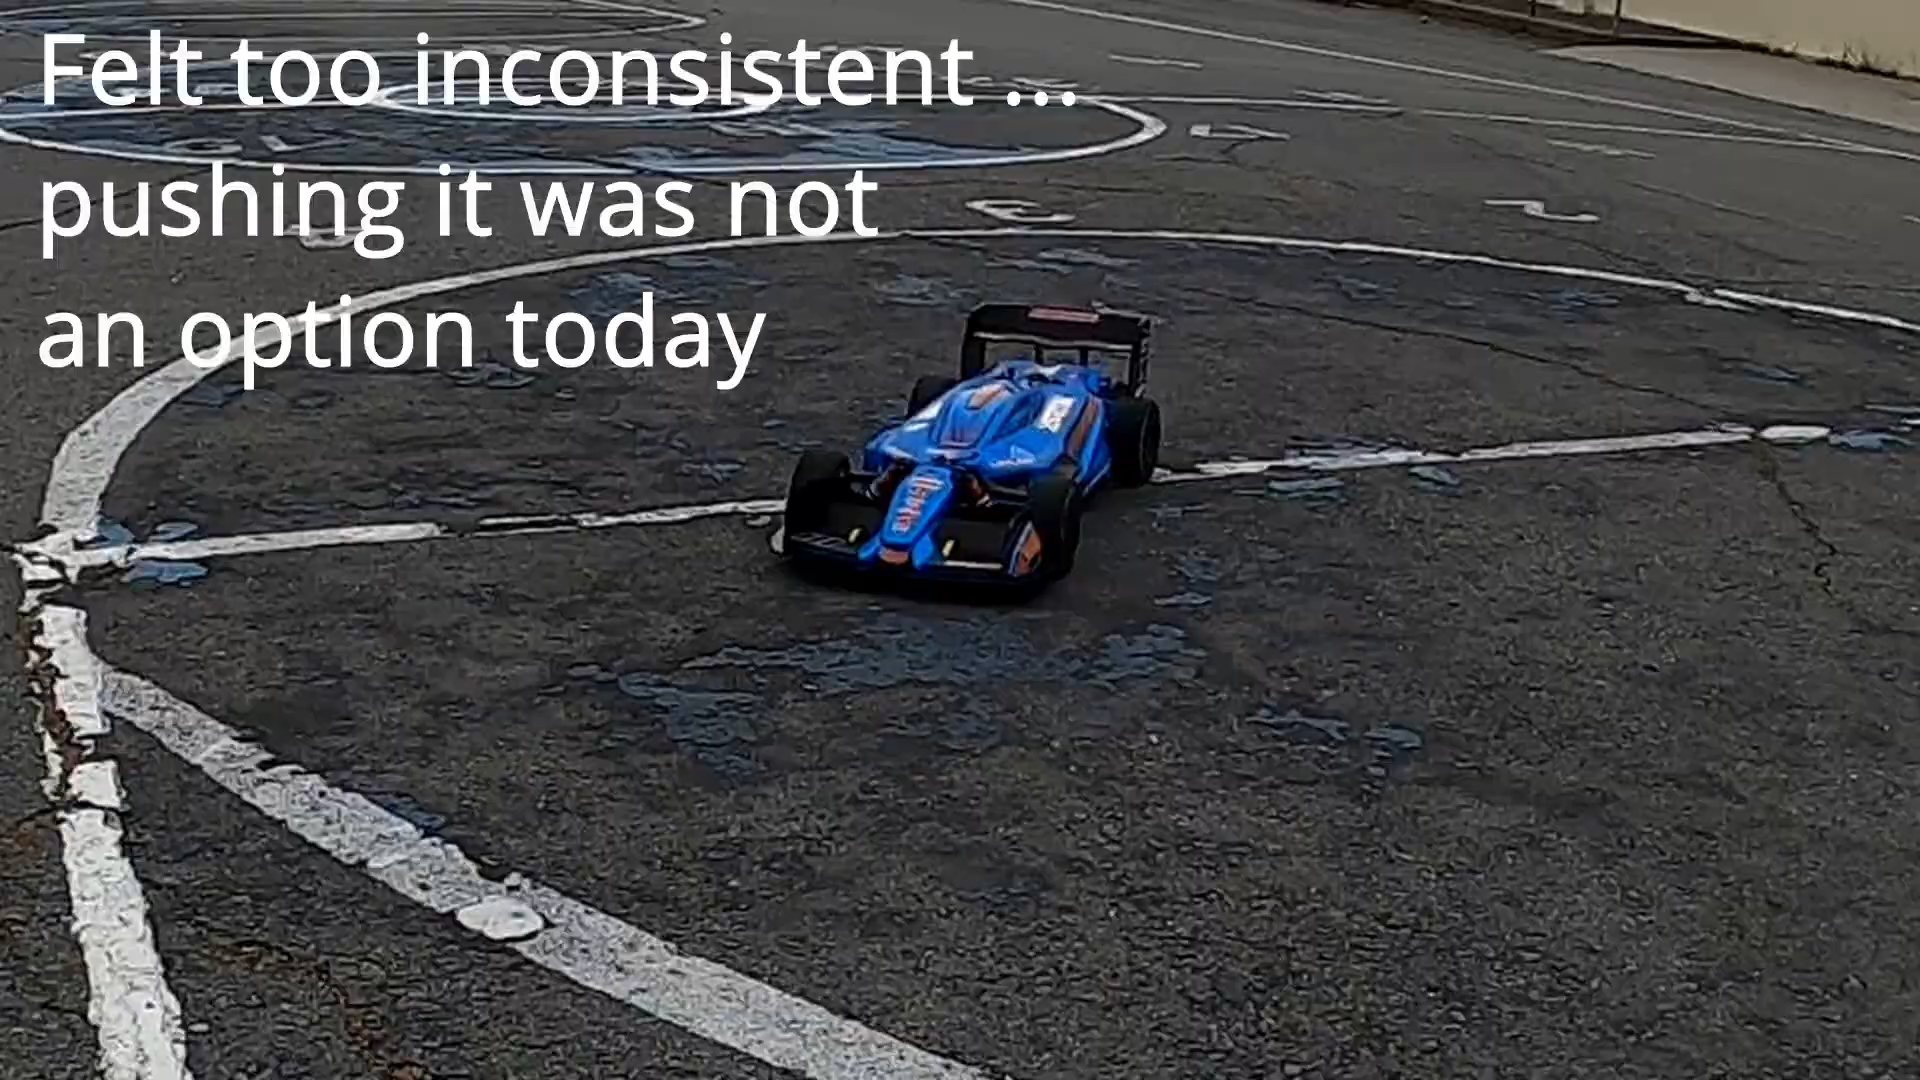 Felt too inconsistent ...
pushing it was not
an option today